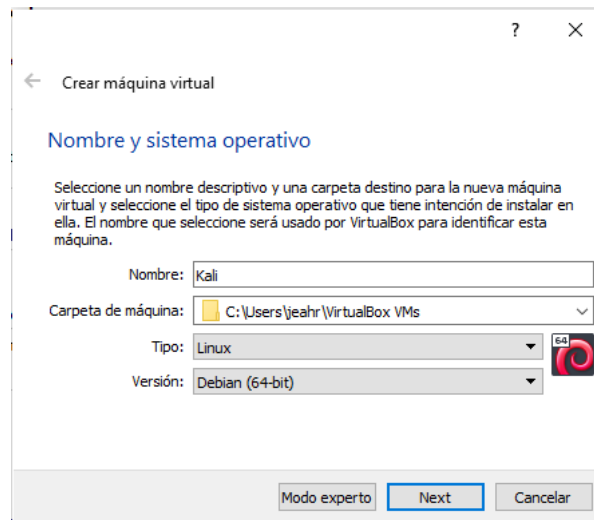 ?
Crear máquina virtual
Nombre y sistema operativo
Seleccione un nombre descriptivo y una carpeta destino para la nueva máquina
virtual y seleccione el tipo de sistema operativo que tiene intención de instalar en
ella. El nombre que seleccione será usado por VirtualBox para identificar esta
máquina.
Nombre: Kali
Carpeta de máquina: C:\Users\jeahr\VirtualBox VMs
Tipo: Linux
64
Versión: Debian (64-bit)
Modo experto Next Cancelar